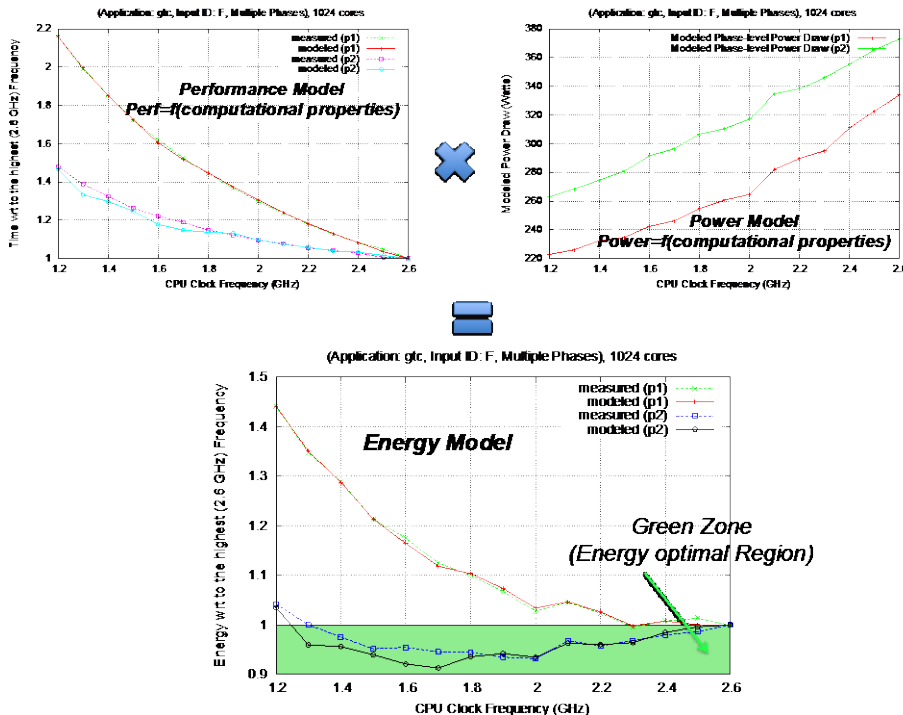 (Application: gtc, Input ID: F, Multiple Phases), 1024 cores
2.2
2
1.8
1.6
1.4
1.2
1
Time wrt to the highest (2.6 GHz) Frequency
measured (p1)
modeled (p1)
measured (p2)
modeled (p2)
Performance Model
Perf=f(computational properties)
1.2 1.4 1.6 1.8 2 2.2 2.4 2.6
CPU Clock Frequency (GHz)
(Application: gtc, Input ID: F, Multiple Phases), 1024 cores
380
360
340
320
300
280
260
240
220
Modeled Power Draw (Watts)
Modeled Phase-level Power Draw (p1)
Modeled Phase-level Power Draw (p2)
Power Model
Power=f(computational properties)
1.2 1.4 1.6 1.8 2 2.2 2.4 2.6
CPU Clock Frequency (GHz)
(Application: gtc, Input ID: F, Multiple Phases), 1024 cores
1.5
1.4
1.3
1.2
1.1
1
0.9
Energy wrt to the highest (2.6 GHz) Frequency
measured (p1)
modeled (p1)
measured (p2)
modeled (p2)
Energy Model
Green Zone
(Energy optimal Region)
1.2 1.4 1.6 1.8 2 2.2 2.4 2.6
CPU Clock Frequency (GHz)